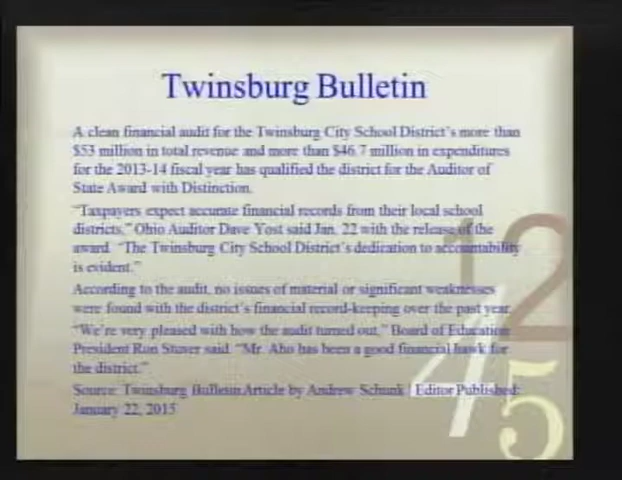 Twinsburg Bulletin
A clean financial audit for the Twinsburg City School District's more than
$53 million in total revenue and more than $46.7 million in expenditures
for the 2013-14 fiscal year has qualified the district for the Auditor of
State Award with Distinction.
"Taxpayers expect accurate financial records from their local school
districts," Ohio Auditor Dave Yost said Jan. 22 with the release of the
award. "The Twinsburg City School District's dedication to accountability
is evident."
According to the audit, no issues of material or significant weaknesses
were found with the district's financial record-keeping over the past year.
"We're very pleased with how the audit turned out," Board of Education
President Ron Stuver said. "Mr. Aho has been a good financial hawk for
the district."
Source: Twinsburg Bulletin Article by Andrew Schunk | Editor Published:
January 22, 2015
12
4
5